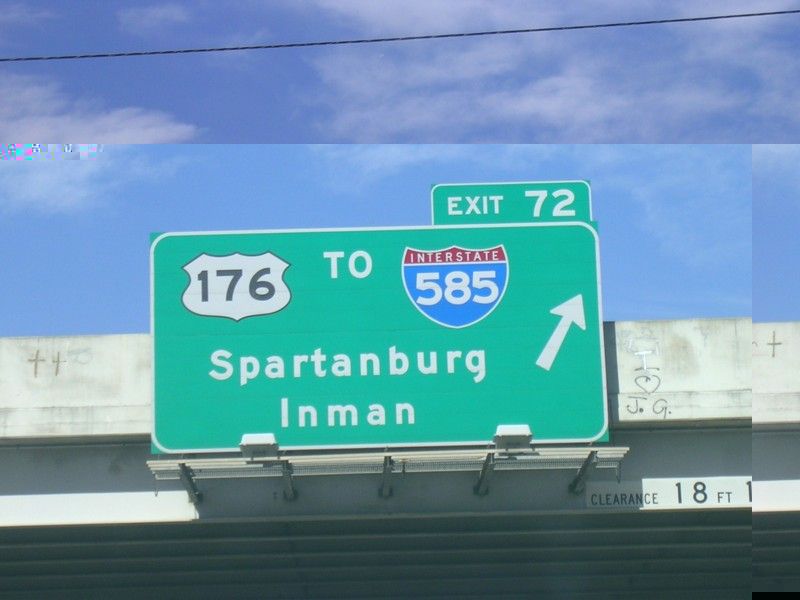 EXIT 72
176 TO INTERSTATE 585
Spartanburg
Inman
J. G.
CLEARANCE 18 FT